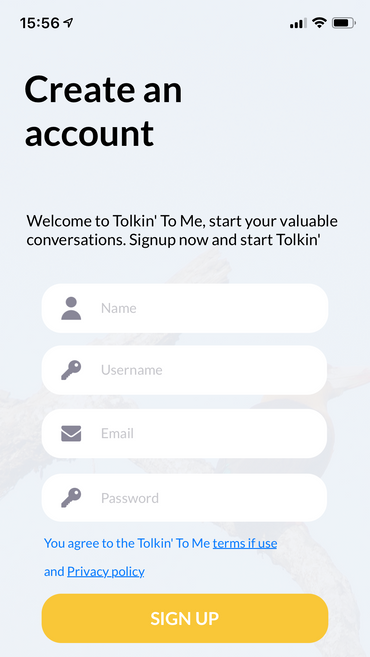 15:56
Create an
account
Welcome to Tolkin' To Me, start your valuable
conversations. Signup now and start Tolkin'
Name
Username
Email
Password
You agree to the Tolkin' To Me terms if use
and Privacy policy
SIGN UP